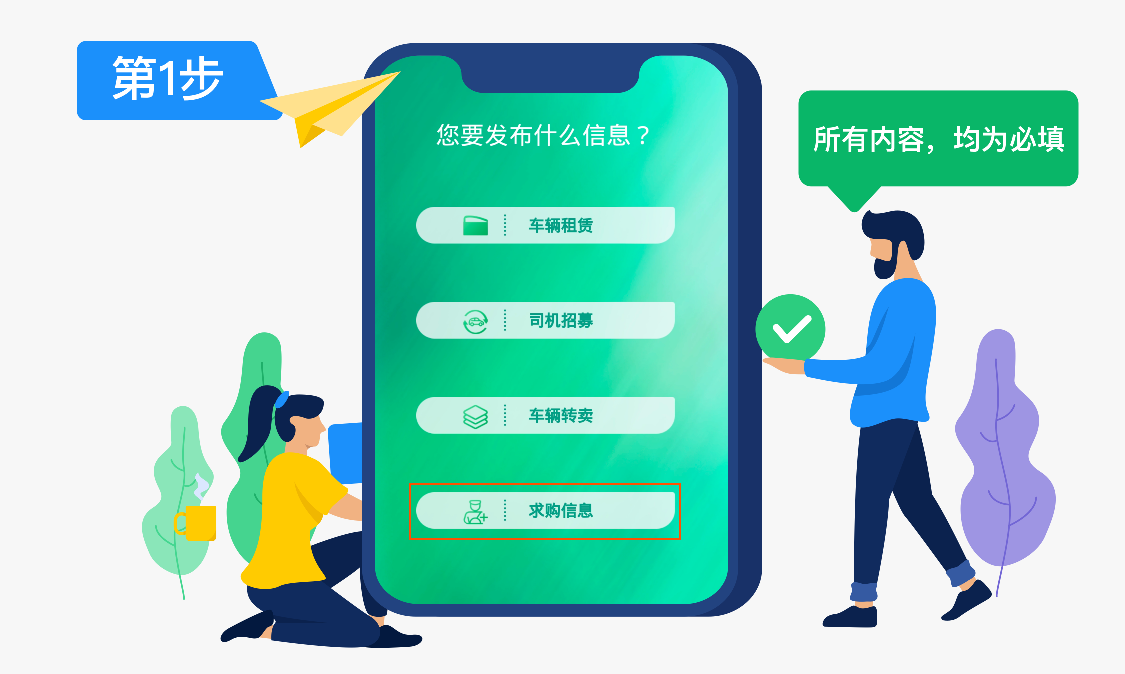 第1步
您要发布什么信息？
所有内容，均为必填
车辆租赁
司机招募
车辆转卖
求购信息